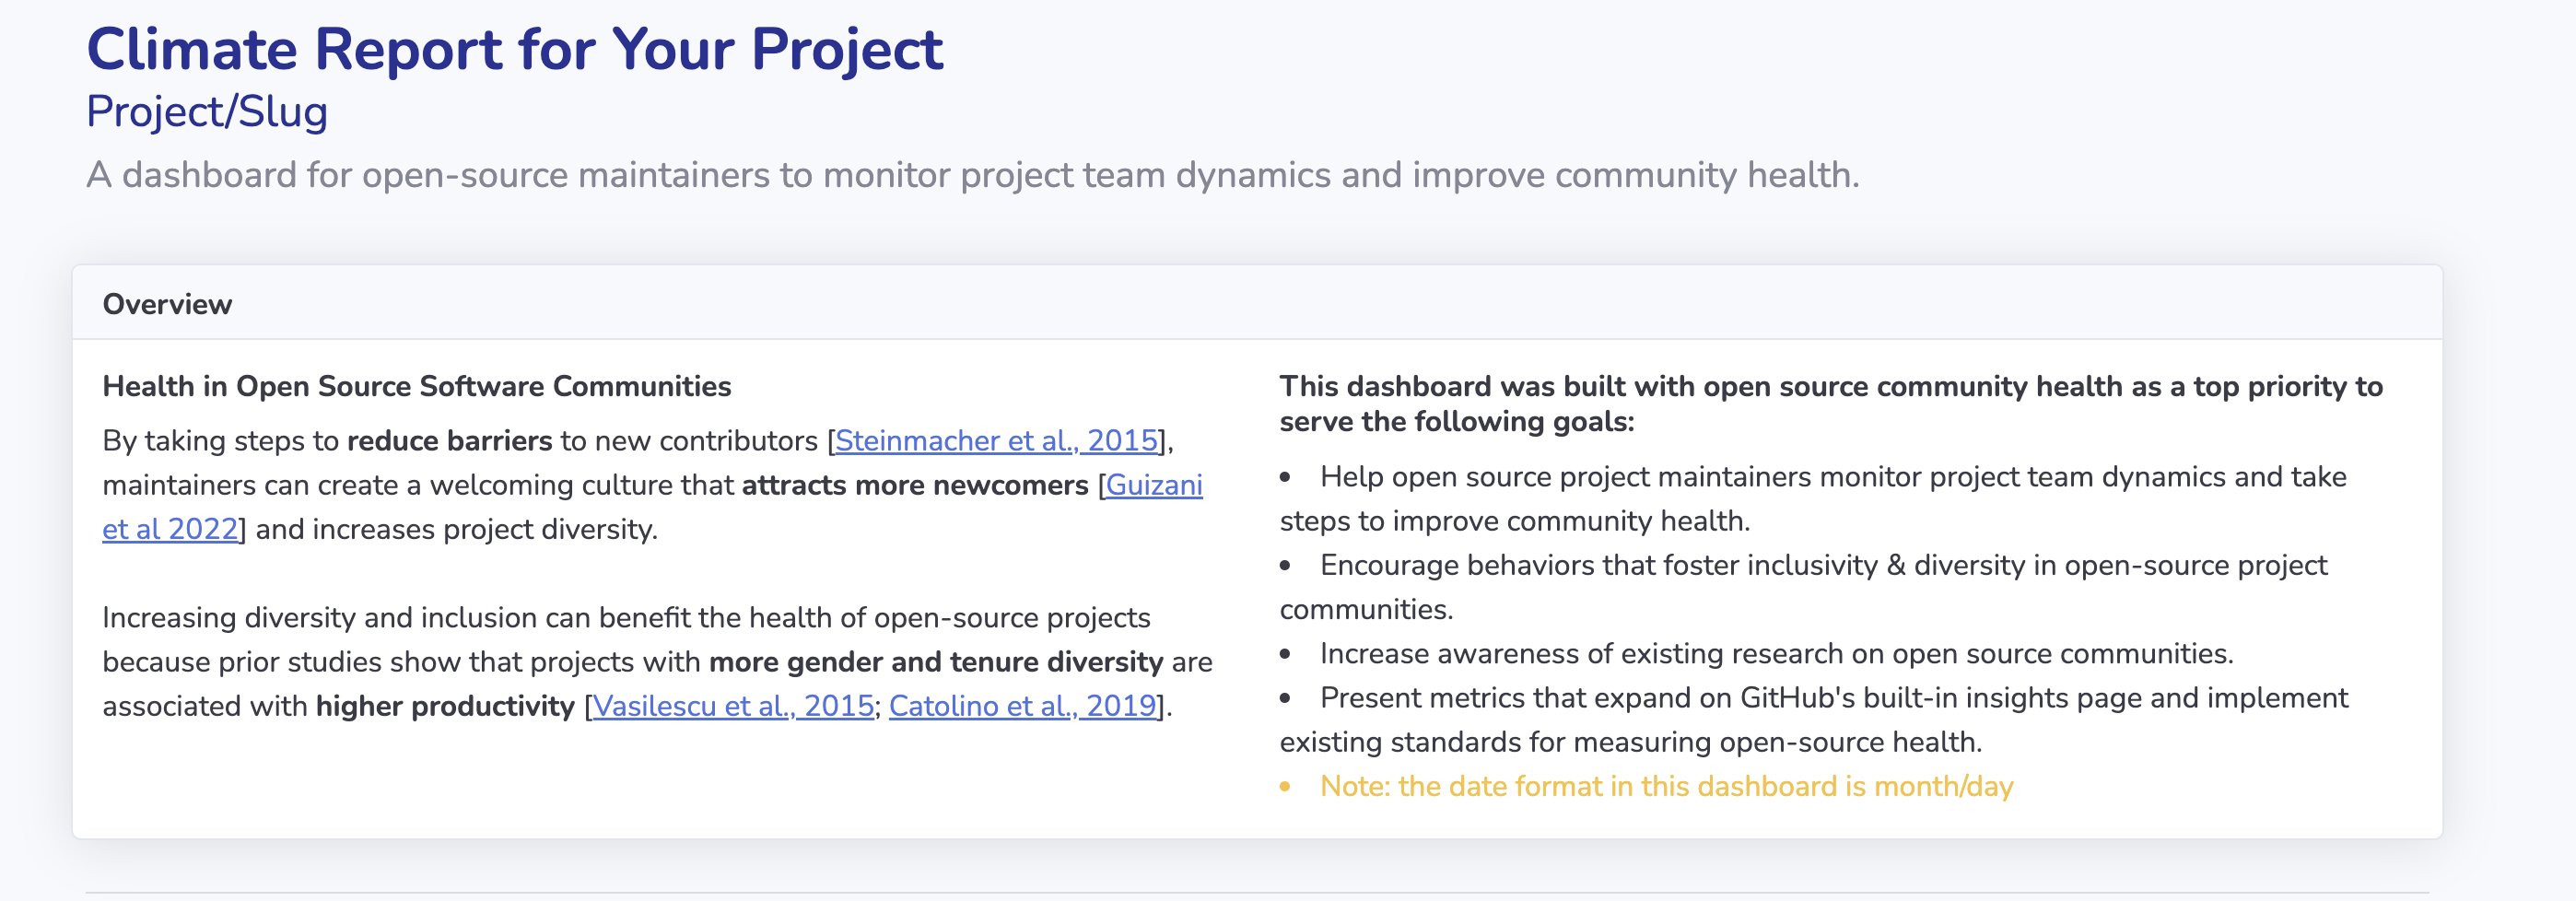 Climate Report for Your Project
Project/Slug
A dashboard for open-source maintainers to monitor project team dynamics and improve community health.
Overview
Health in Open Source Software Communities
By taking steps to reduce barriers to new contributors [Steinmacher et al., 2015],
maintainers can create a welcoming culture that attracts more newcomers [Guizani
et al 2022] and increases project diversity.
Increasing diversity and inclusion can benefit the health of open-source projects
because prior studies show that projects with more gender and tenure diversity are
associated with higher productivity [Vasilescu et al., 2015; Catolino et al., 2019].
This dashboard was built with open source community health as a top priority to
serve the following goals:
• Help open source project maintainers monitor project team dynamics and take
steps to improve community health.
• Encourage behaviors that foster inclusivity & diversity in open-source project
communities.
• Increase awareness of existing research on open source communities.
• Present metrics that expand on GitHub's built-in insights page and implement
existing standards for measuring open-source health.
• Note: the date format in this dashboard is month/day